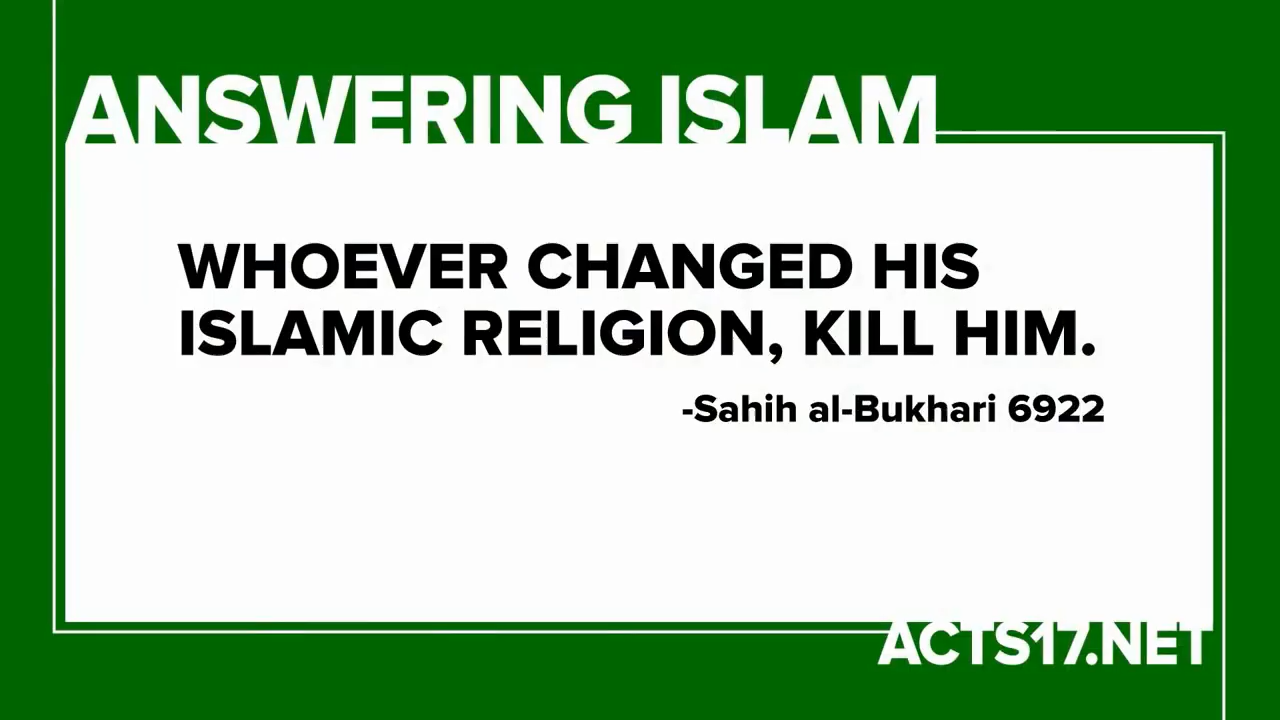 ANSWERING ISLAM
WHOEVER CHANGED HIS
ISLAMIC RELIGION, KILL HIM.
-Sahih al-Bukhari 6922
ACTS17.NET